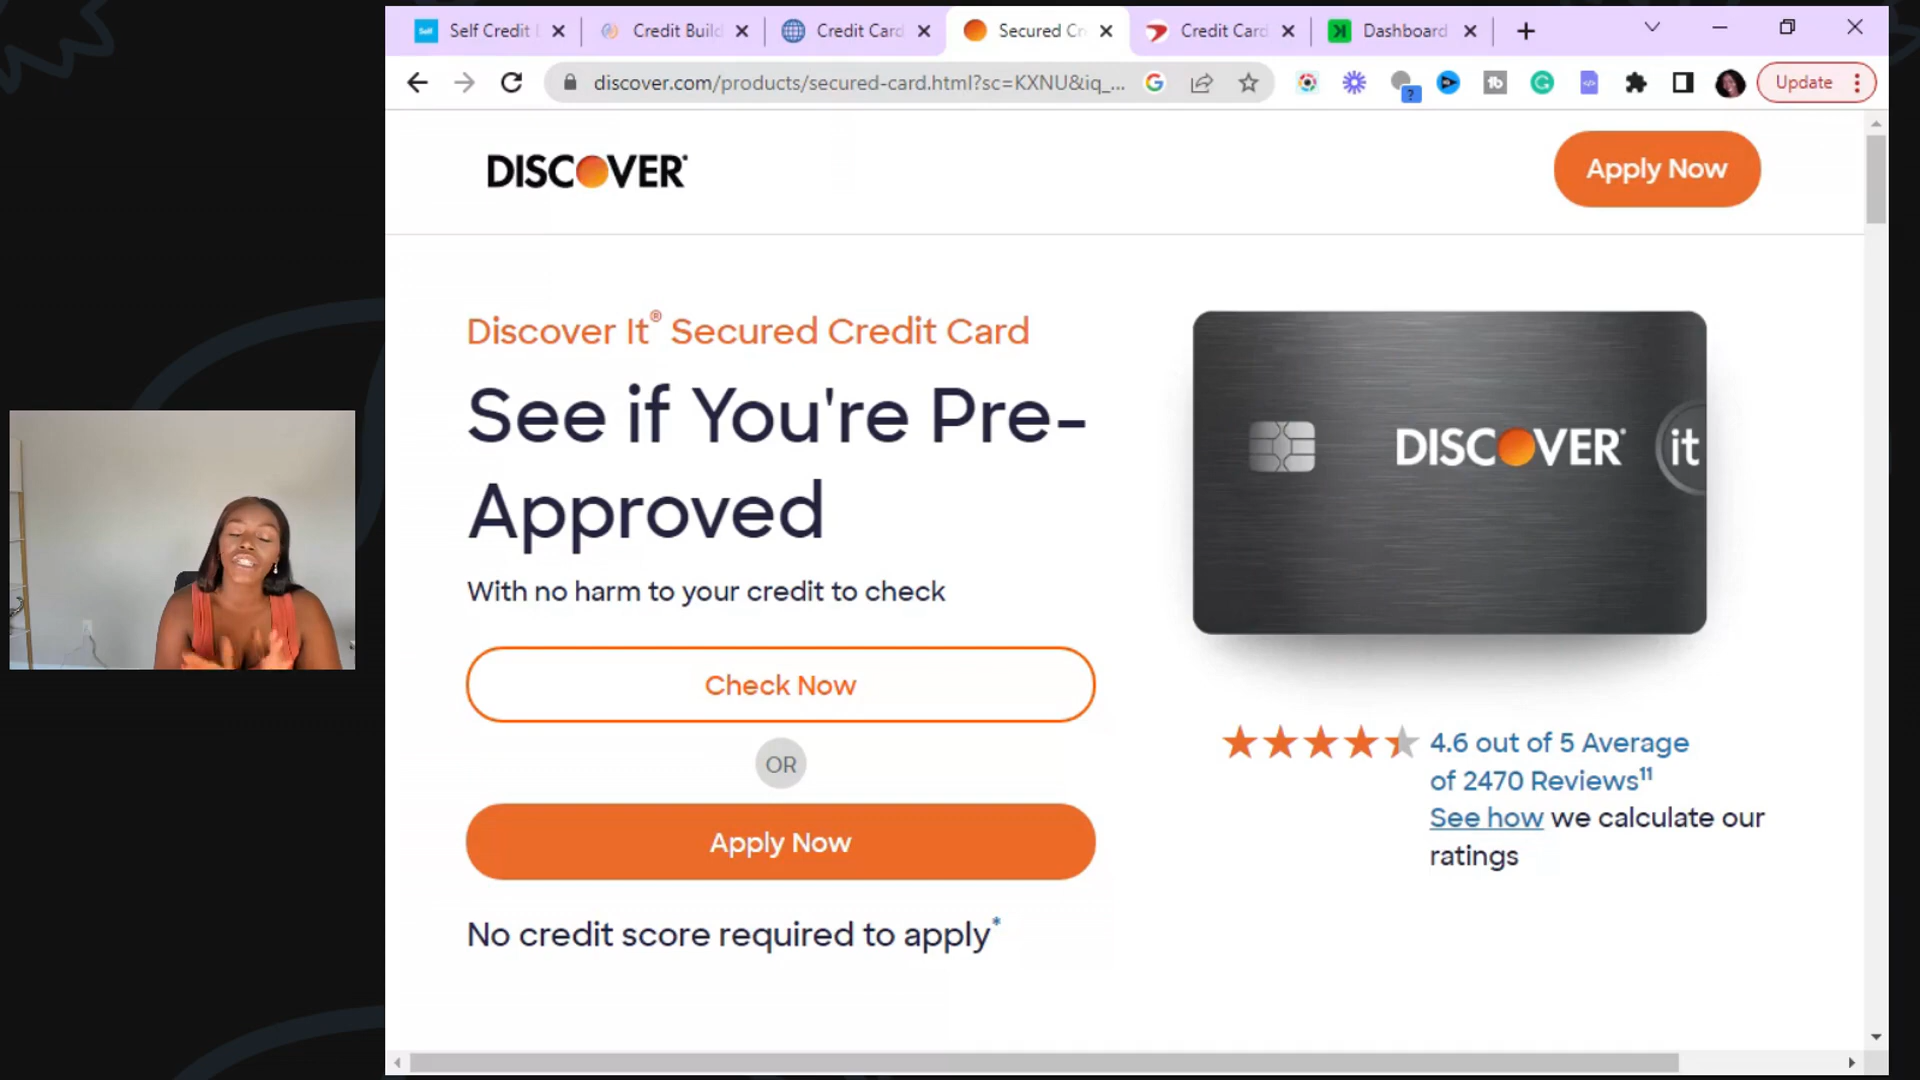 Self Credit
Credit Build
Credit Card
Secured Cr
Credit Card
Dashboard
discover.com/products/secured-card.html?sc=KXNU&iq_...
Update
DISCOVER
Apply Now
Discover It® Secured Credit Card
See if You're Pre-
Approved
With no harm to your credit to check
Check Now
OR
Apply Now
No credit score required to apply*
DISCOVER it
4.6 out of 5 Average
of 2470 Reviews11
See how we calculate our
ratings